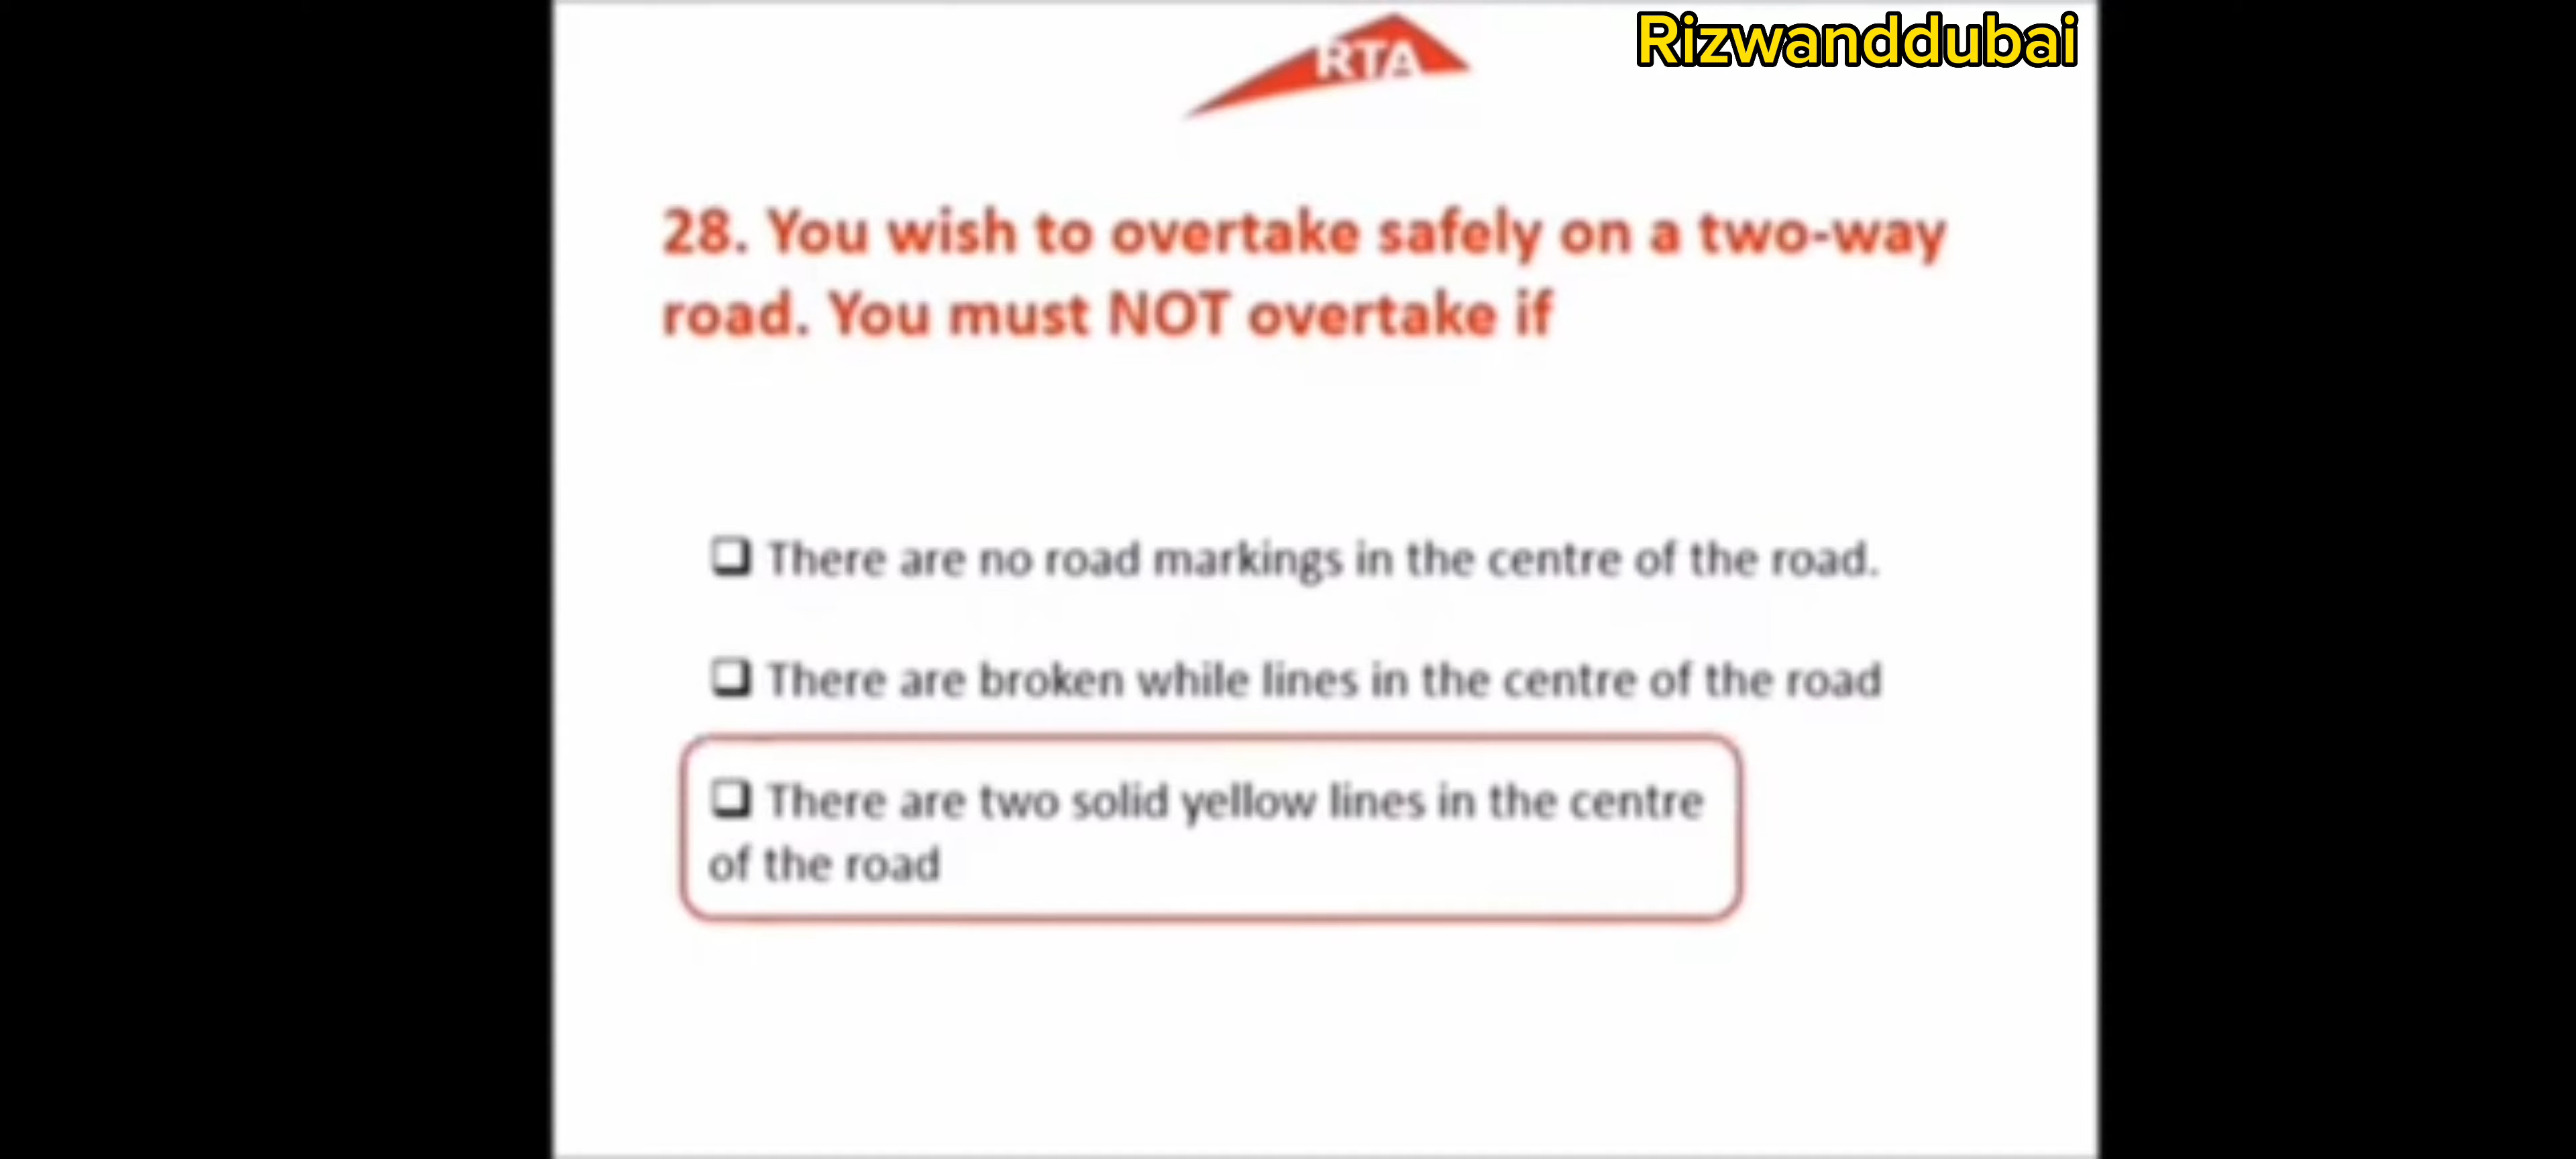 RTA
Rizwanddubai
28. You wish to overtake safely on a two-way
road. You must NOT overtake if
There are no road markings in the centre of the road.
There are broken while lines in the centre of the road
There are two solid yellow lines in the centre
of the road